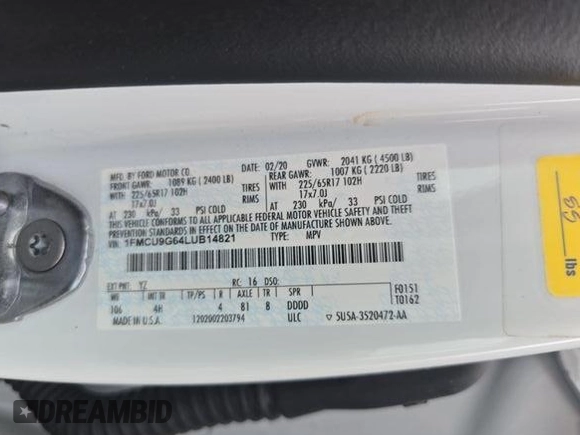 MFD. BY FORD MOTOR CO. 02/20 GVWR: 2041 KG ( 4500 LB)
FRONT GAWR: 1089 KG ( 2400 LB) REAR GAWR: 1007 KG ( 2220 LB)
WITH 225/65R17 102H TIRES WITH 225/65R17 102H TIRES
17x7.0J 17x7.0J
AT 230 kPa/ 33 PSI COLD AT 230 kPa/ 33 PSI COLD
THIS VEHICLE CONFORMS TO ALL APPLICABLE FEDERAL MOTOR VEHICLE SAFETY, BUMPER, AND THEFT
PREVENTION STANDARDS IN EFFECT ON THE DATE OF MANUFACTURE SHOWN ABOVE.
VIN: 1FMCU9G64LUB14821 TYPE: MPV
EXT PNT: YZ RC: 16 DSO: F0151
WB INT TR TP/PS R AXLE TR SPR T0162
106 4H 4 81 8 DDDD
MADE IN U.S.A. 1202002203794 ULC 5U5A-3520472-AA
lbs
DREAMBID